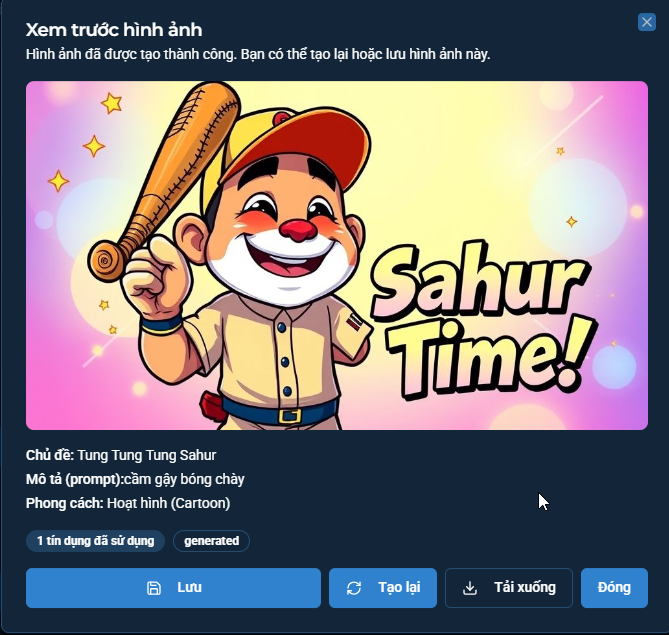 Xem trước hình ảnh
Hình ảnh đã được tạo thành công. Bạn có thể tạo lại hoặc lưu hình ảnh này.
Sahur
Time!
Chủ đề: Tung Tung Tung Sahur
Mô tả (prompt):cầm gậy bóng chày
Phong cách: Hoạt hình (Cartoon)
1 tín dụng đã sử dụng generated
Lưu Tạo lại Tải xuống Đóng